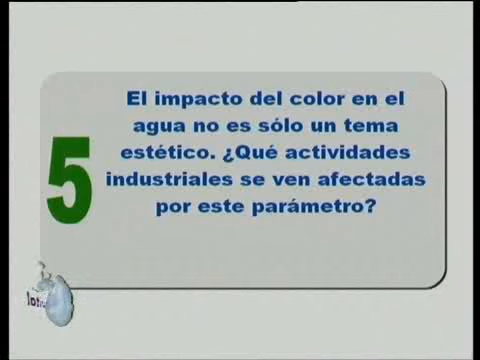 5
El impacto del color en el
agua no es sólo un tema
estético. ¿Qué actividades
industriales se ven afectadas
por este parámetro?